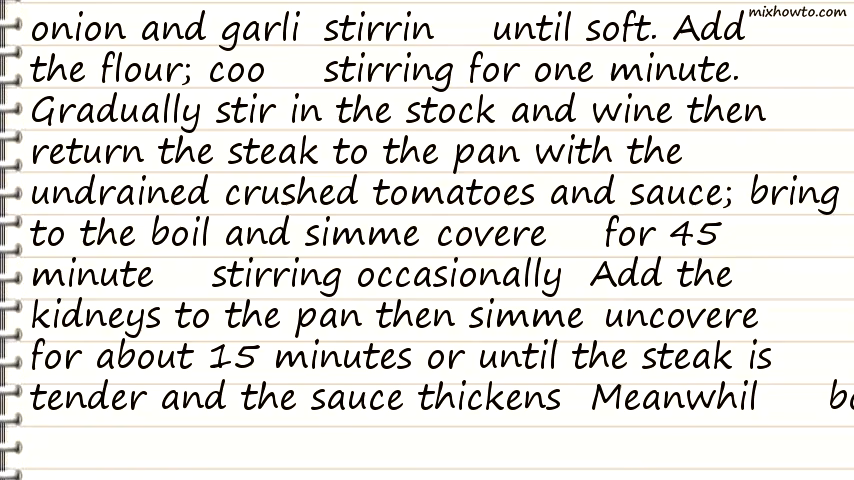 mixhowto.com
onion and garli stirrin until soft. Add
the flour; coo stirring for one minute.
Gradually stir in the stock and wine then
return the steak to the pan with the
undrained crushed tomatoes and sauce; bring
to the boil and simme covere for 45
minute stirring occasionally Add the
kidneys to the pan then simme uncovere
for about 15 minutes or until the steak is
tender and the sauce thickens Meanwhil